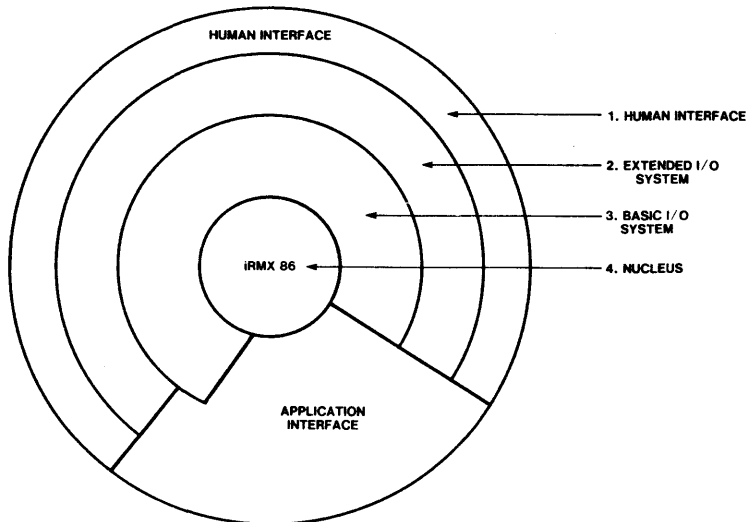 HUMAN INTERFACE
1. HUMAN INTERFACE
2. EXTENDED I/O
SYSTEM
3. BASIC I/O
SYSTEM
iRMX 86
4. NUCLEUS
APPLICATION
INTERFACE